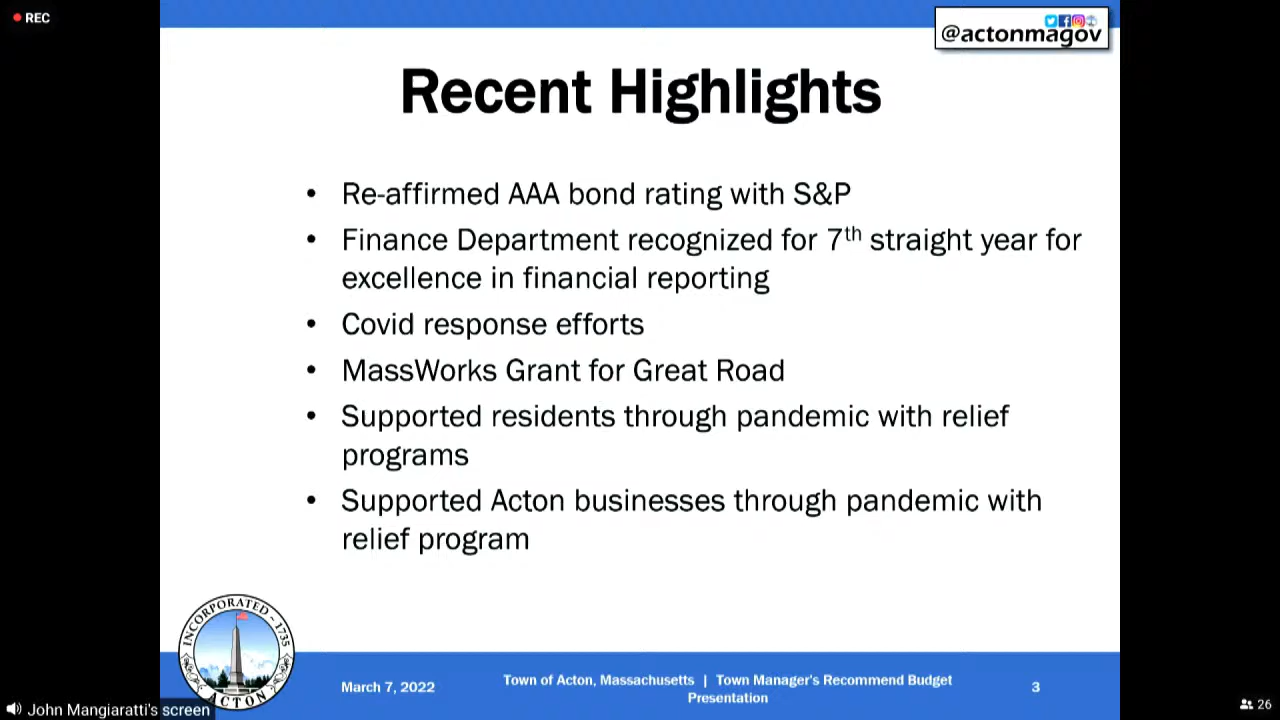 REC
@actonmagov
Recent Highlights
• Re-affirmed AAA bond rating with S&P
• Finance Department recognized for 7th straight year for
excellence in financial reporting
• Covid response efforts
• MassWorks Grant for Great Road
• Supported residents through pandemic with relief
programs
• Supported Acton businesses through pandemic with
relief program
INCORPORATED - 1735
ACTON
March 7, 2022
Town of Acton, Massachusetts | Town Manager's Recommend Budget
Presentation
3
John Mangiaratti's screen
26